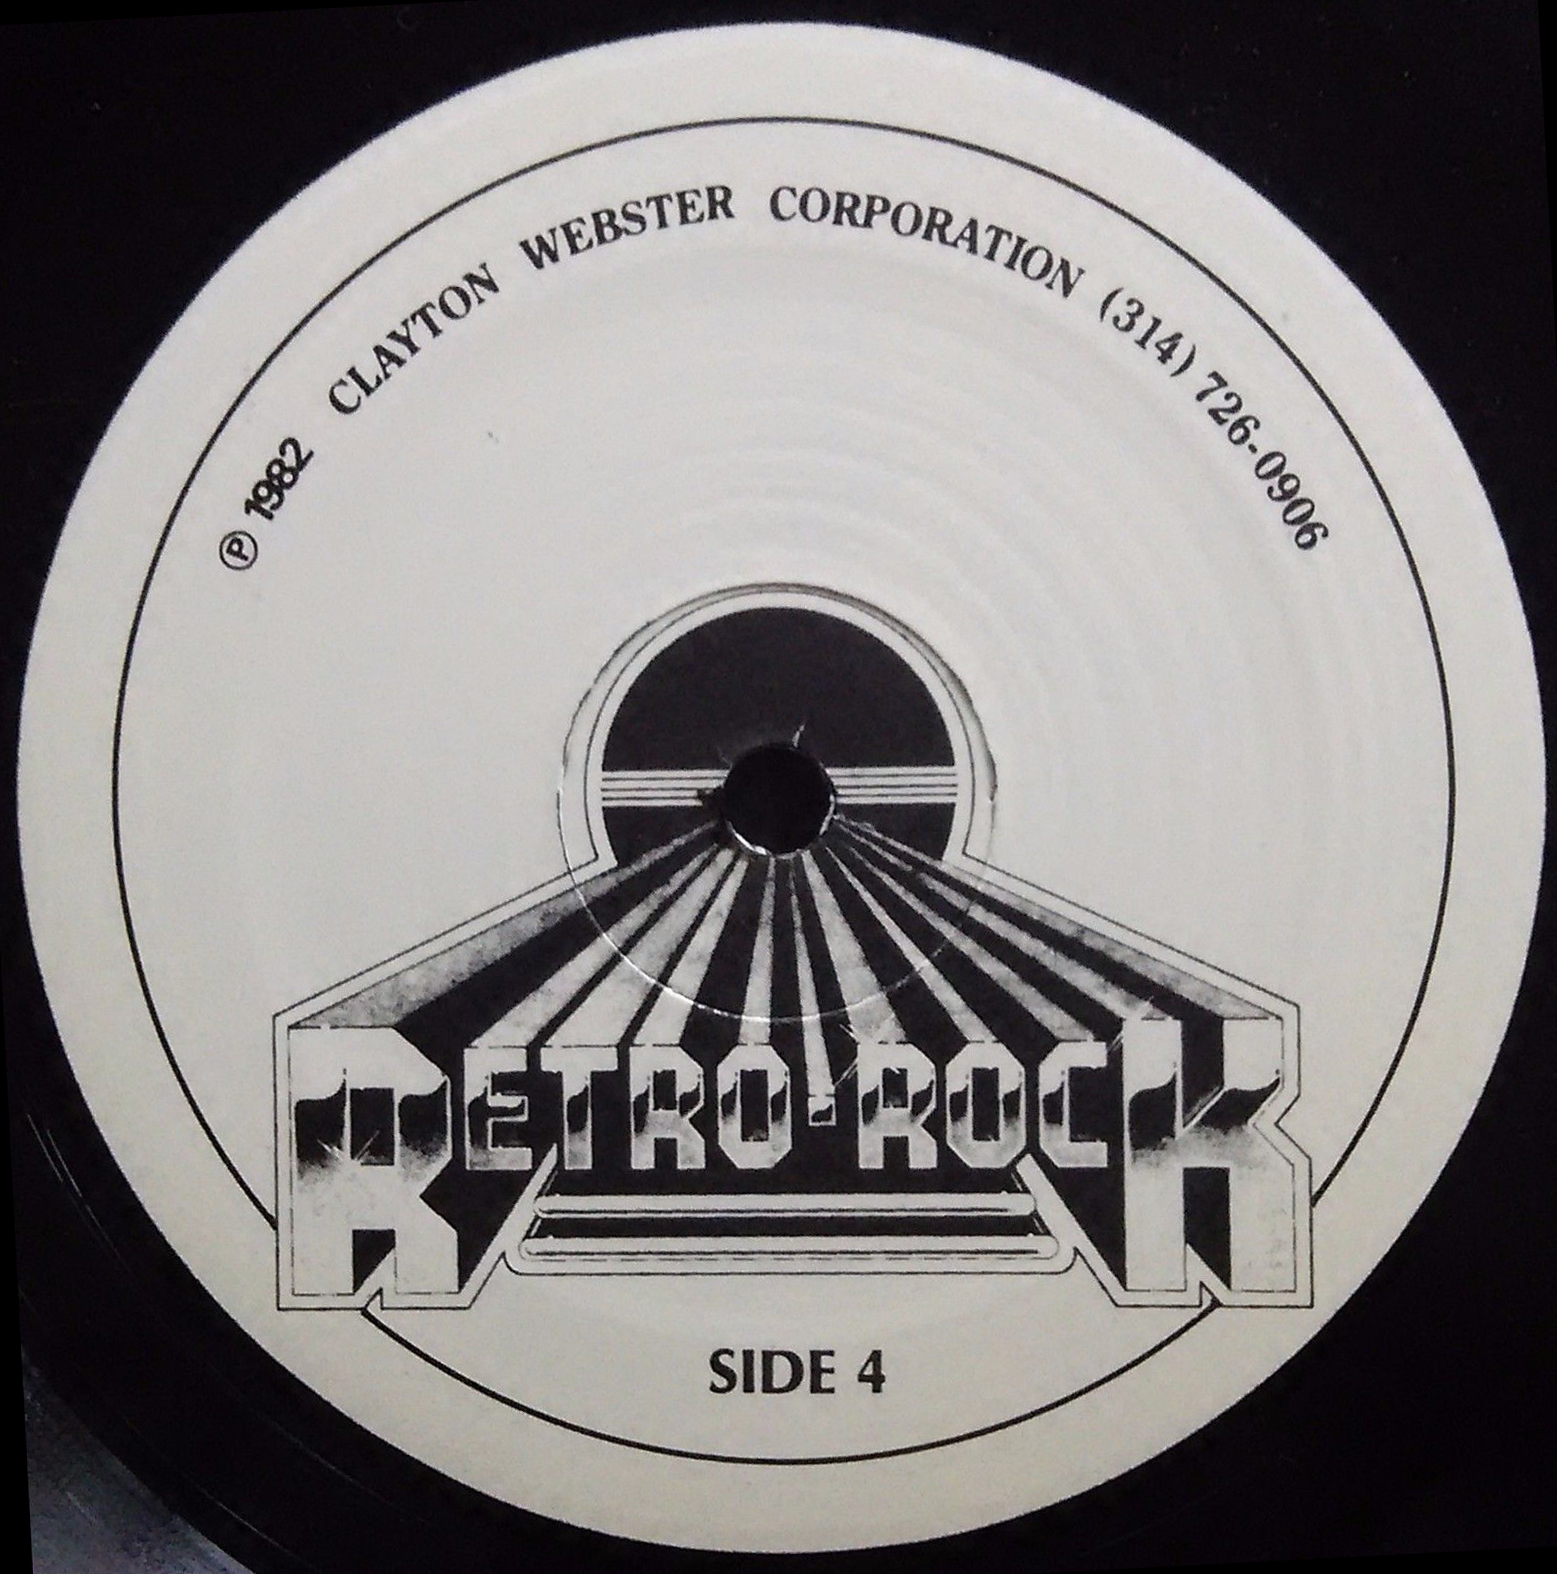 ℗ 1982 CLAYTON WEBSTER CORPORATION (314) 726-0906
RETRO·ROCK
SIDE 4